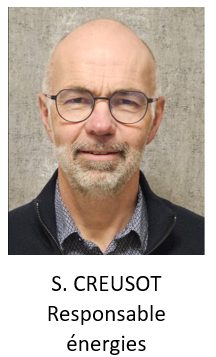 S. CREUSOT
Responsable
énergies